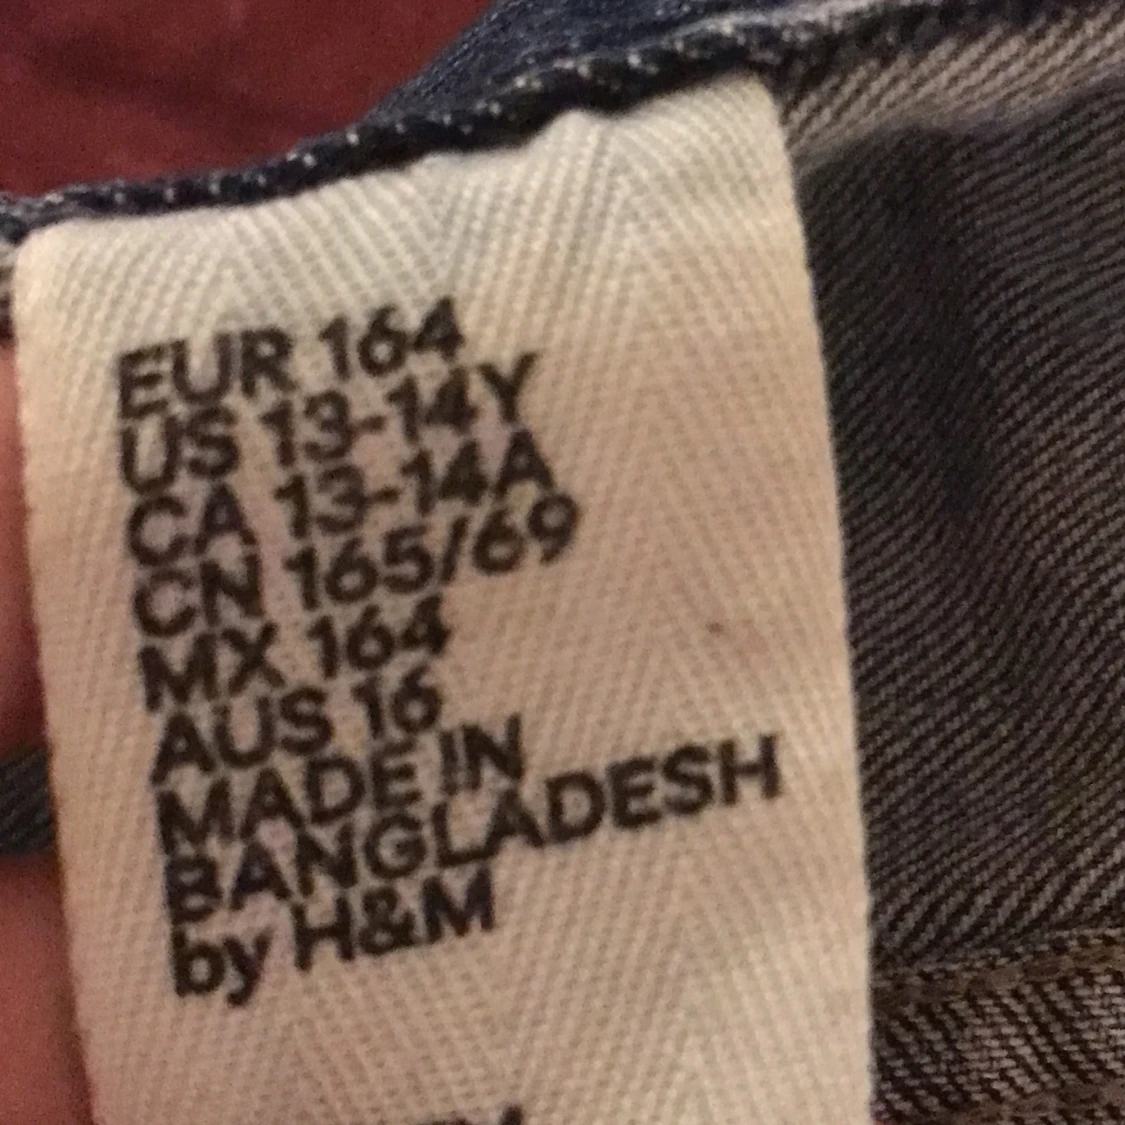 EUR 164
US 13-14Y
CA 13-14A
CN 165/69
MX 164
AUS 16
MADE IN
BANGLADESH
by H&M